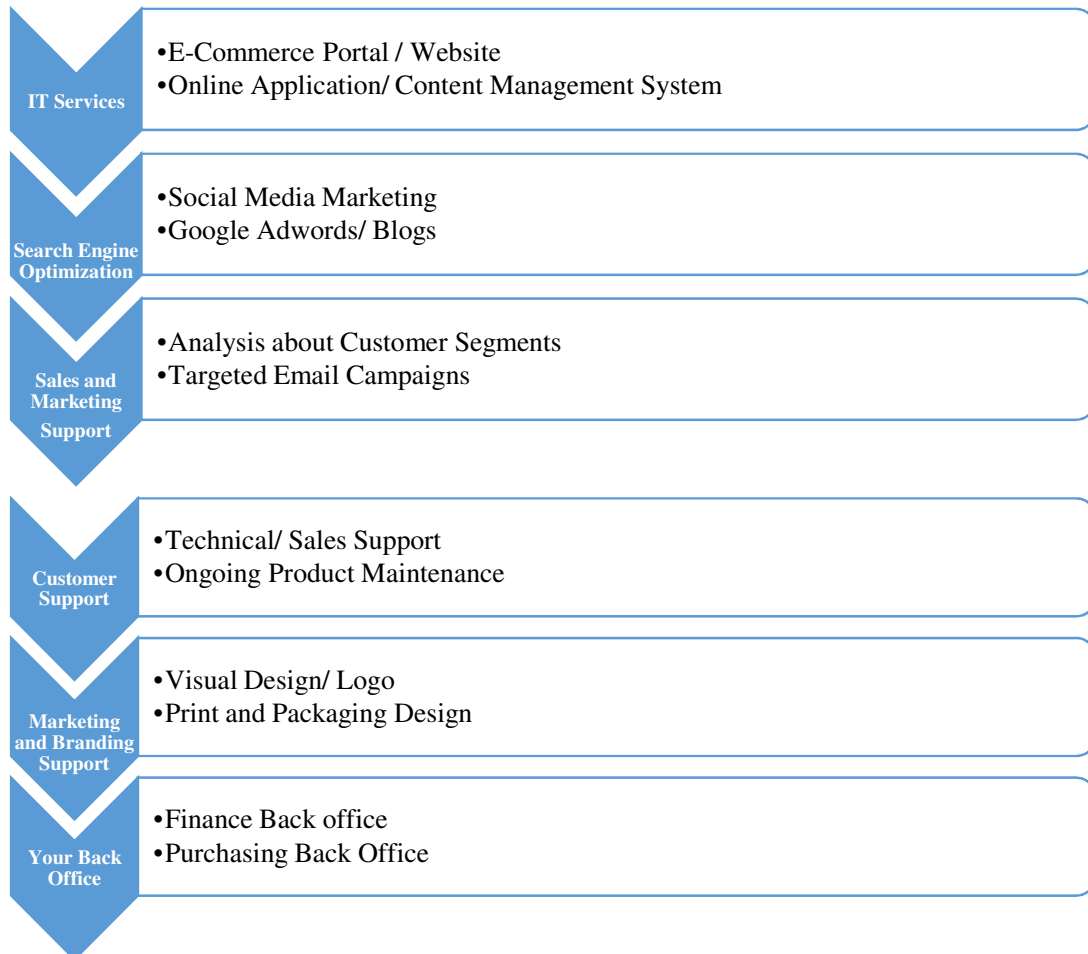 IT Services
•E-Commerce Portal / Website
•Online Application/ Content Management System
Search Engine
Optimization
•Social Media Marketing
•Google Adwords/ Blogs
Sales and
Marketing
Support
•Analysis about Customer Segments
•Targeted Email Campaigns
Customer
Support
•Technical/ Sales Support
•Ongoing Product Maintenance
Marketing
and Branding
Support
•Visual Design/ Logo
•Print and Packaging Design
Your Back
Office
•Finance Back office
•Purchasing Back Office